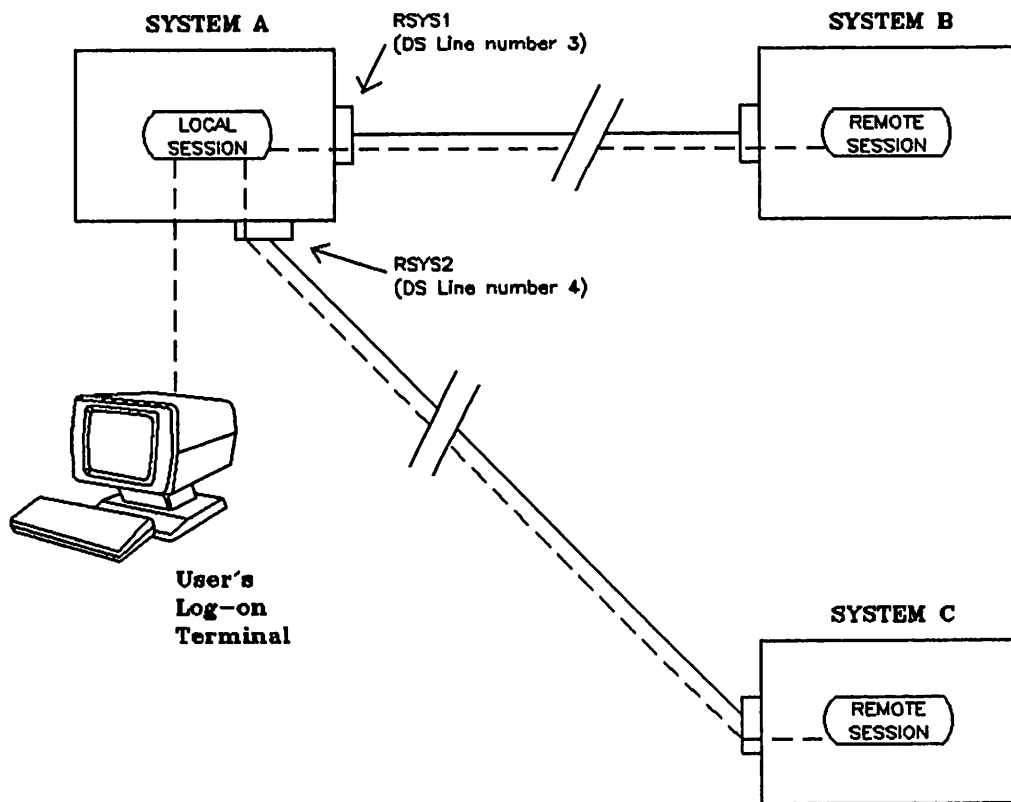 SYSTEM A
RSYS1
(DS Line number 3)
SYSTEM B
LOCAL
SESSION
REMOTE
SESSION
RSYS2
(DS Line number 4)
User's
Log-on
Terminal
SYSTEM C
REMOTE
SESSION